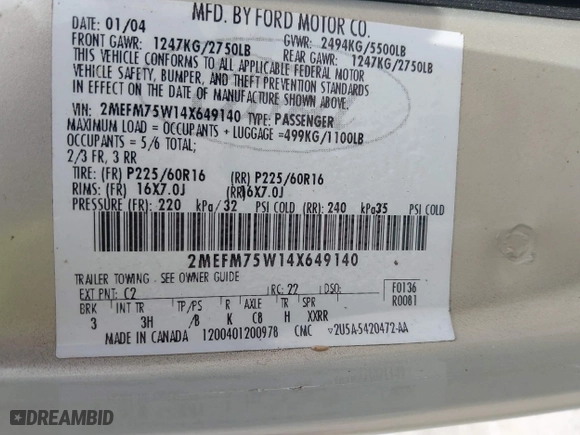 MFD. BY FORD MOTOR CO.
DATE: 01/04
GVWR: 2494KG/5500LB
FRONT GAWR: 1247KG/2750LB
REAR GAWR: 1247KG/2750LB
THIS VEHICLE CONFORMS TO ALL APPLICABLE FEDERAL MOTOR
VEHICLE SAFETY, BUMPER, AND THEFT PREVENTION STANDARDS
IN EFFECT ON THE DATE OF MANUFACTURE SHOWN ABOVE.
VIN: 2MEFM75W14X649140 TYPE: PASSENGER
MAXIMUM LOAD = OCCUPANTS + LUGGAGE = 499KG/1100LB
OCCUPANTS = 5/6 TOTAL;
2/3 FR, 3 RR
TIRE: (FR) P225/60R16 (RR) P225/60R16
RIMS: (FR) 16X7.0J (RR)16X7.0J
PRESSURE (FR): 220 kPa/32 PSI COLD (RR): 240 kPa35 PSI COLD
2MEFM75W14X649140
TRAILER TOWING - SEE OWNER GUIDE
EXT PNT: C2 RC: 22 DSO: F0136
BRK INT TR TP/PS R AXLE TR SPR R0081
3 3H /B K C8 H XXRR
MADE IN CANADA 1200401200978 CMC 2U5A-5420472-AA
DREAMBID